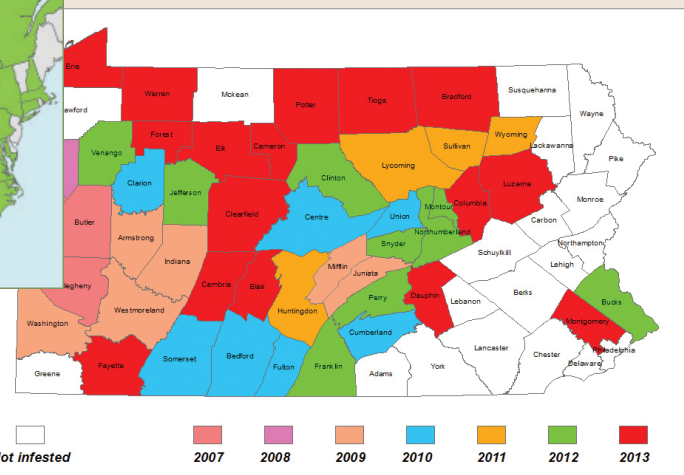 Erie
Warren
Mckean
Potter
Tioga
Bradford
Susquehanna
Wayne
awford
Forest
Elk
Cameron
Wyoming
Lackawanna
Sullivan
Lycoming
Pike
Venango
Clarion
Jefferson
Clinton
Luzerne
Columbia
Montour
Monroe
Butler
Clearfield
Centre
Union
Northumberland
Carbon
Armstrong
Snyder
Northampton
Indiana
Schuylkill
Lehigh
Mifflin
Juniata
legheny
Cambria
Blair
Perry
Dauphin
Berks
Bucks
Lebanon
Huntingdon
Westmoreland
Washington
Cumberland
Montgomery
Lancaster
Philadelphia
Chester
Delaware
Greene
Fayette
Somerset
Bedford
Fulton
Franklin
Adams
York
ot infested
2007
2008
2009
2010
2011
2012
2013